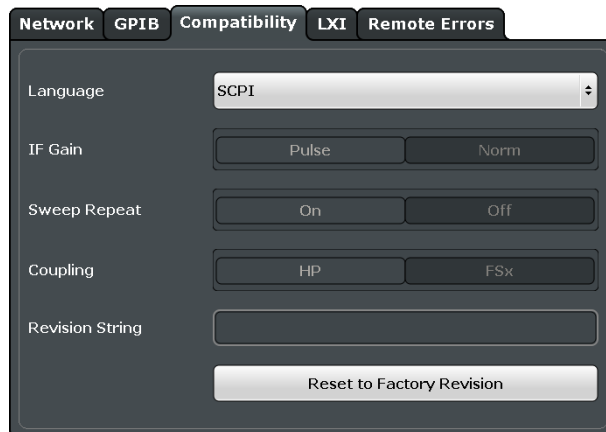 Network GPIB Compatibility LXI Remote Errors
Language SCPI
IF Gain Pulse Norm
Sweep Repeat On Off
Coupling HP FSx
Revision String
Reset to Factory Revision